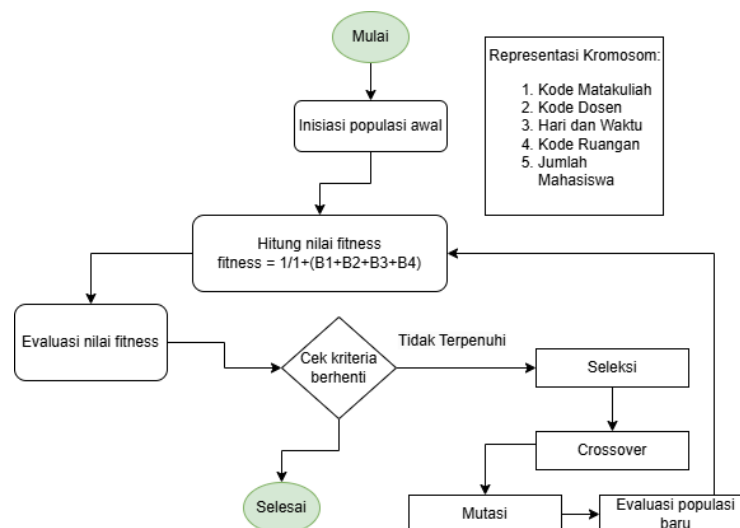 Mulai
Representasi Kromosom:
1. Kode Matakuliah
2. Kode Dosen
3. Hari dan Waktu
4. Kode Ruangan
5. Jumlah
Mahasiswa
Inisiasi populasi awal
Hitung nilai fitness
fitness = 1/1+(B1+B2+B3+B4)
Evaluasi nilai fitness
Cek kriteria
berhenti
Tidak Terpenuhi
Seleksi
Crossover
Selesai
Mutasi
Evaluasi populasi
baru